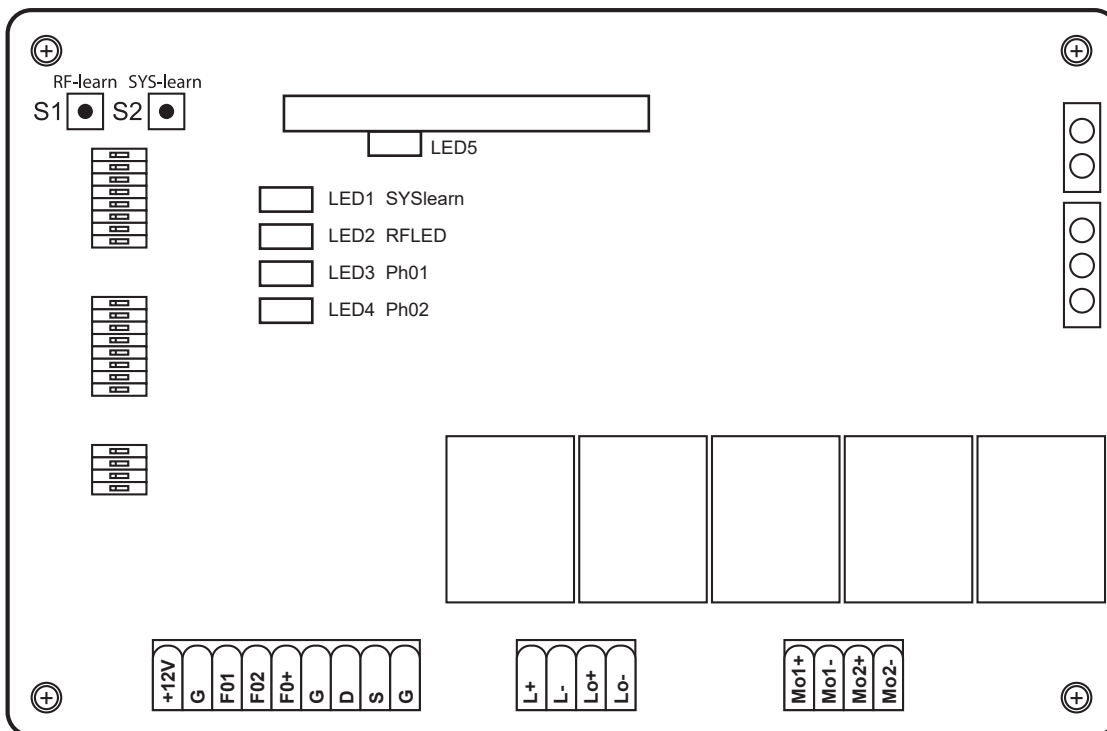 RF-learn SYS-learn
S1 S2
LED5
LED1 SYSlearn
LED2 RFLED
LED3 Ph01
LED4 Ph02
+12V G F01 F02 F0+ G D S G
L+ L- Lo+ Lo-
Mo1+ Mo1- Mo2+ Mo2-